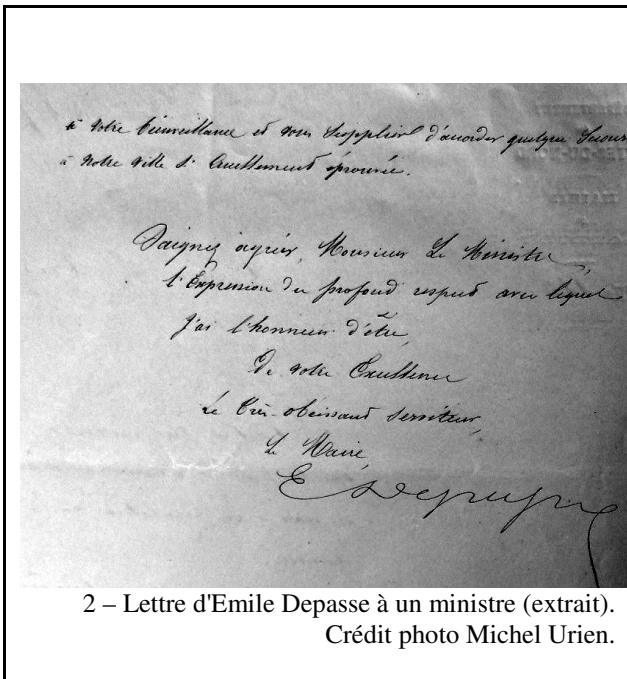 à votre bienveillance et vous supplier d'accorder quelque secours
à notre ville si cruellement éprouvée.
Daignez agréer, Monsieur Le Ministre,
l'Expression du profond respect avec lequel
J'ai l'honneur d'être,
De votre Excellence
Le très-obéissant serviteur,
Le Maire,
E Depasse
2 – Lettre d'Emile Depasse à un ministre (extrait).
Crédit photo Michel Urien.